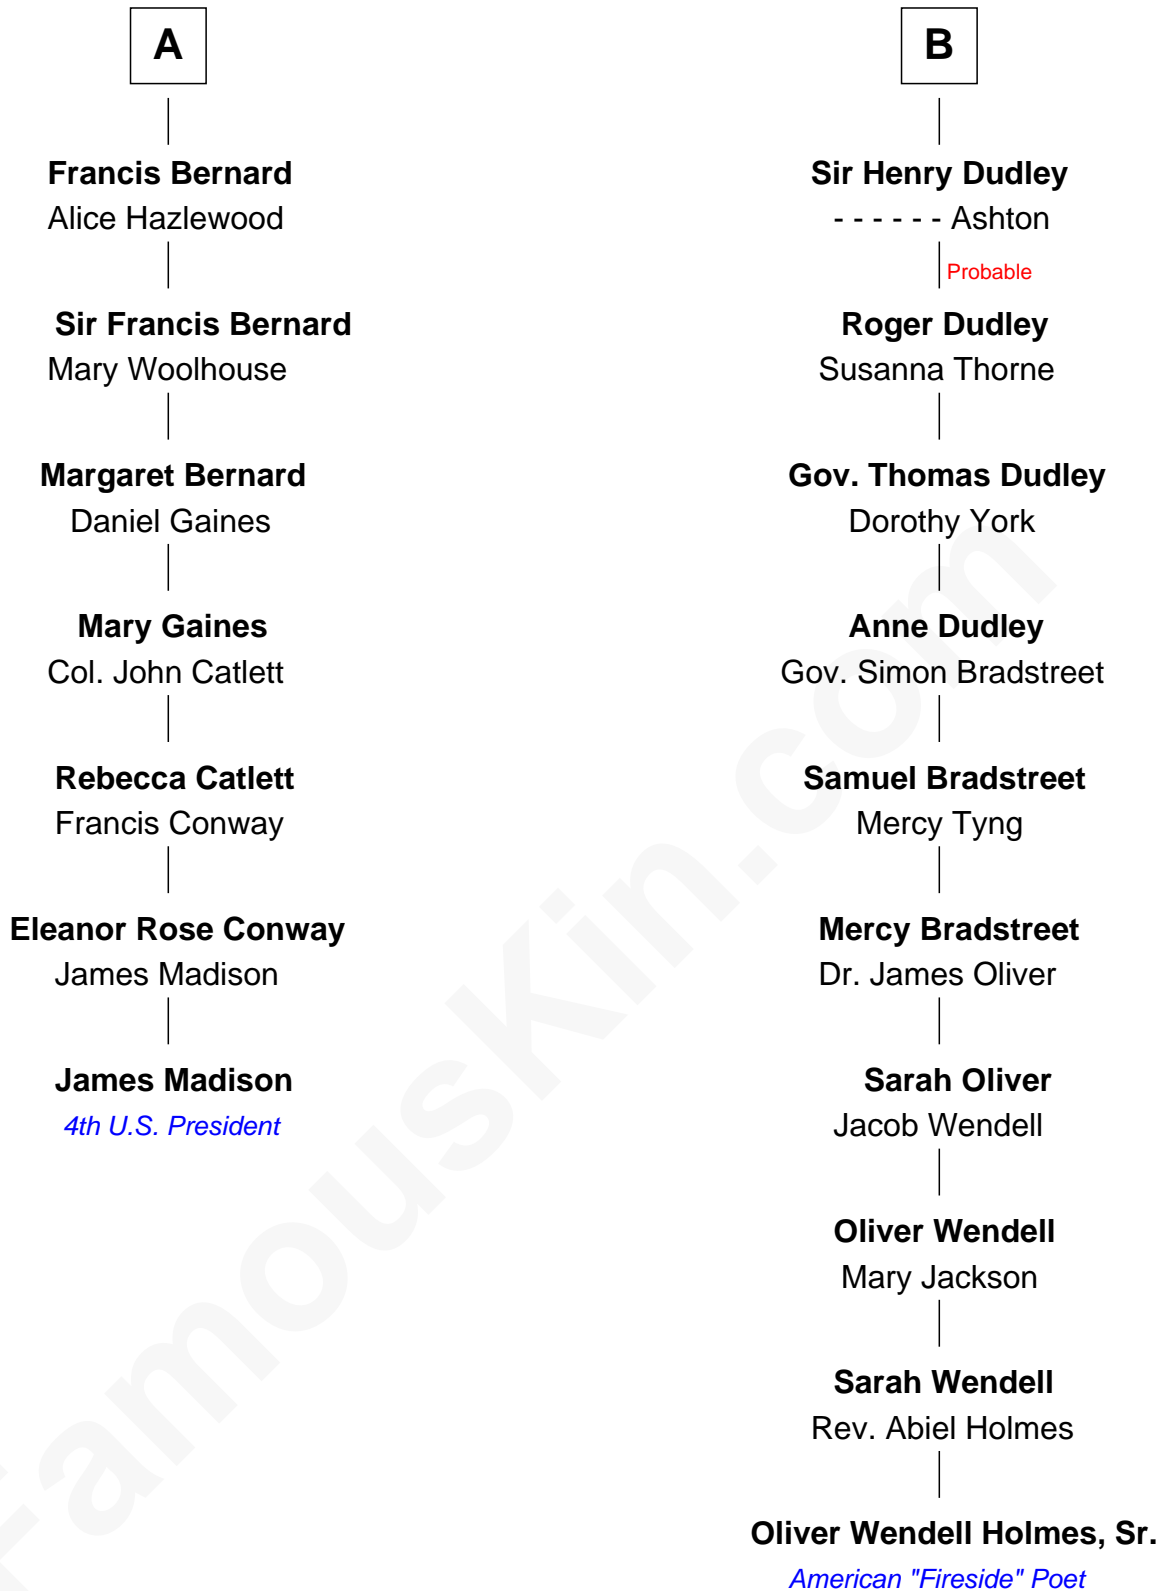 A
Francis Bernard
Alice Hazlewood
Sir Francis Bernard
Mary Woolhouse
Margaret Bernard
Daniel Gaines
Mary Gaines
Col. John Catlett
Rebecca Catlett
Francis Conway
Eleanor Rose Conway
James Madison
James Madison
4th U.S. President
B
Sir Henry Dudley
- - - - - - Ashton
Probable
Roger Dudley
Susanna Thorne
Gov. Thomas Dudley
Dorothy York
Anne Dudley
Gov. Simon Bradstreet
Samuel Bradstreet
Mercy Tyng
Mercy Bradstreet
Dr. James Oliver
Sarah Oliver
Jacob Wendell
Oliver Wendell
Mary Jackson
Sarah Wendell
Rev. Abiel Holmes
Oliver Wendell Holmes, Sr.
American "Fireside" Poet
FamousKin.com